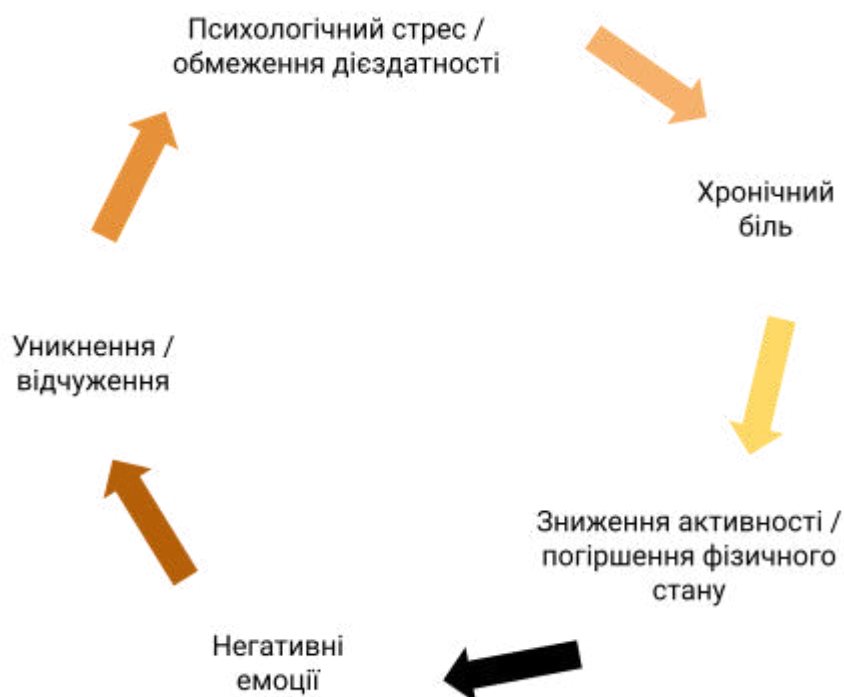 Психологічний стрес /
обмеження дієздатності
Хронічний
біль
Зниження активності /
погіршення фізичного
стану
Негативні
емоції
Уникнення /
відчуження